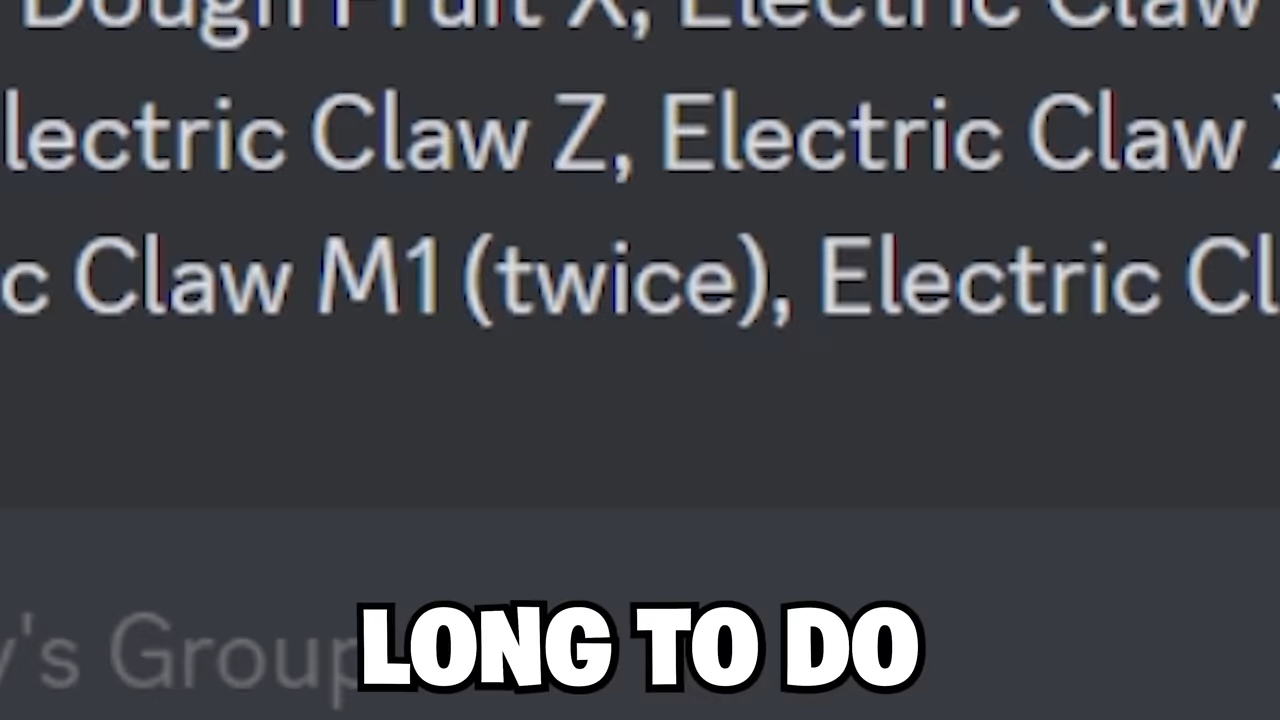 Dough Fruit X, Electric Claw
lectric Claw Z, Electric Claw
c Claw M1 (twice), Electric Cl
y's Group
LONG TO DO